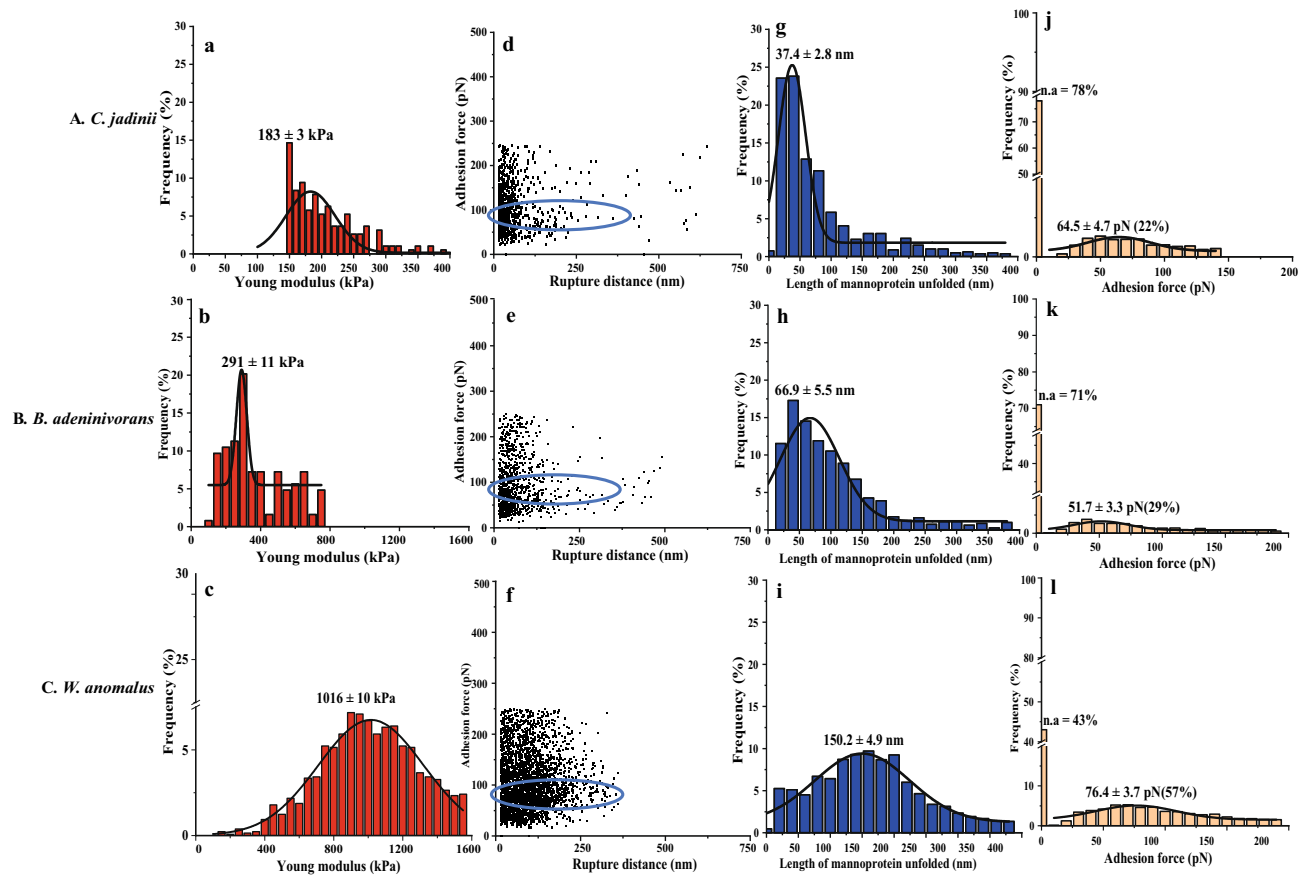 A. C. jadinii
a
30
25
20
15
10
5
0
Frequency (%)
183 ± 3 kPa
0 50 100 150 200 250 300 350 400
Young modulus (kPa)
d
500
400
300
200
100
0
Adhesion force (pN)
0 250 500 750
Rupture distance (nm)
g
30
25
20
15
10
5
0
Frequency (%)
37.4 ± 2.8 nm
0 50 100 150 200 250 300 350 400
Length of mannoprotein unfolded (nm)
j
100
90
80
70
60
50
5
0
Frequency (%)
n.a = 78%
64.5 ± 4.7 pN (22%)
50 100 150 200
Adhesion force (pN)
B. B. adeninivorans
b
30
25
20
15
10
5
0
Frequency (%)
291 ± 11 kPa
0 400 800 1200 1600
Young modulus (kPa)
e
500
400
300
200
100
0
Adhesion force (pN)
0 250 500 750
Rupture distance (nm)
h
30
25
20
15
10
5
0
Frequency (%)
66.9 ± 5.5 nm
0 50 100 150 200 250 300 350 400
Length of mannoprotein unfolded (nm)
k
100
90
80
70
40
20
0
Frequency (%)
n.a = 71%
51.7 ± 3.3 pN(29%)
0 50 100 150 200
Adhesion force (pN)
C. W. anomalus
c
30
25
5
0
Frequency (%)
1016 ± 10 kPa
0 400 800 1200 1600
Young modulus (kPa)
f
500
400
300
200
100
0
Adhesion force (pN)
0 250 500 750
Rupture distance (nm)
i
30
25
20
15
10
5
0
Frequency (%)
150.2 ± 4.9 nm
0 50 100 150 200 250 300 350 400
Length of mannoprotein unfolded (nm)
l
100
80
60
50
40
5
0
Frequency (%)
n.a = 43%
76.4 ± 3.7 pN(57%)
0 50 100 150 200
Adhesion force (pN)